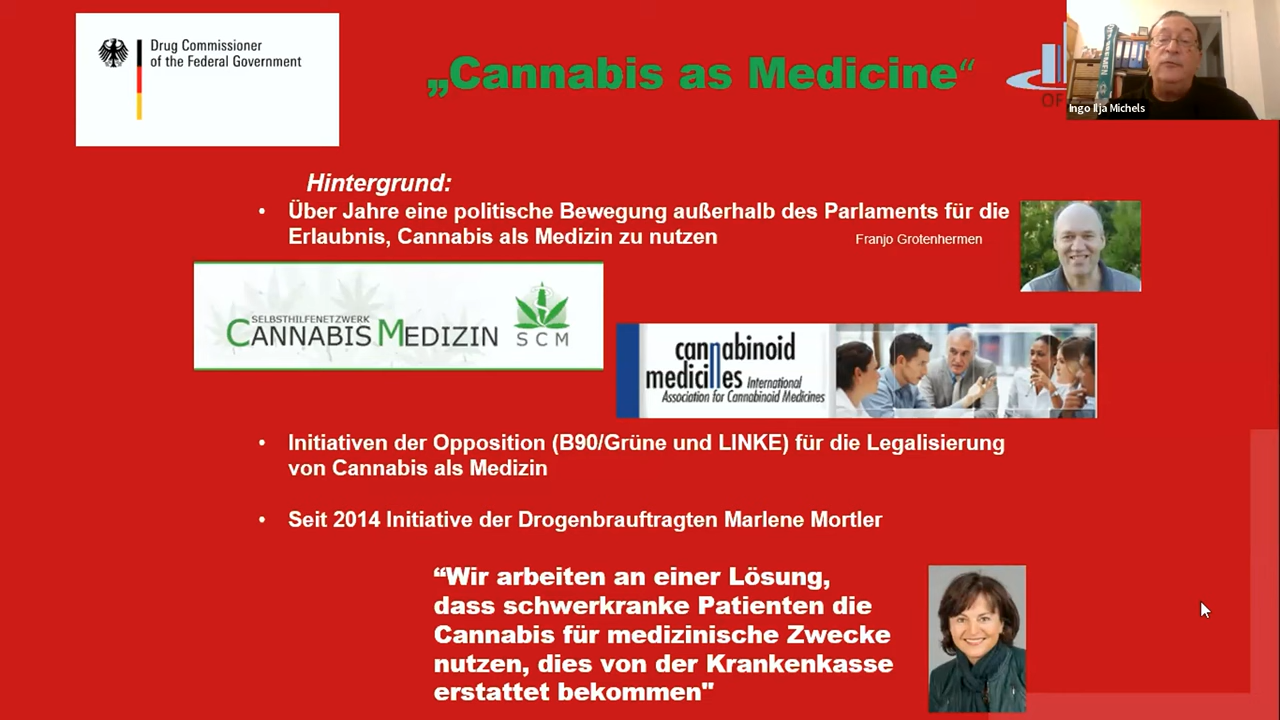 Drug Commissioner
of the Federal Government
„Cannabis as Medicine“
OF
Ingo Ilja Michels
Hintergrund:
• Über Jahre eine politische Bewegung außerhalb des Parlaments für die
Erlaubnis, Cannabis als Medizin zu nutzen
Franjo Grotenhermen
SELBSTHILFENETZWERK
CANNABIS MEDIZIN
SCM
cannabinoid
medicines International
Association for Cannabinoid Medicines
• Initiativen der Opposition (B90/Grüne und LINKE) für die Legalisierung
von Cannabis als Medizin
• Seit 2014 Initiative der Drogenbrauftragten Marlene Mortler
“Wir arbeiten an einer Lösung,
dass schwerkranke Patienten die
Cannabis für medizinische Zwecke
nutzen, dies von der Krankenkasse
erstattet bekommen"